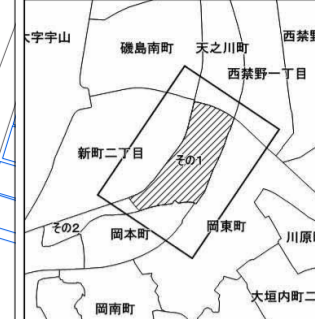 大字宇山
磯島南町
天之川町
西禁野
西禁野一丁目
新町二丁目
その1
その2
岡本町
岡東町
川原町
岡南町
大垣内町二